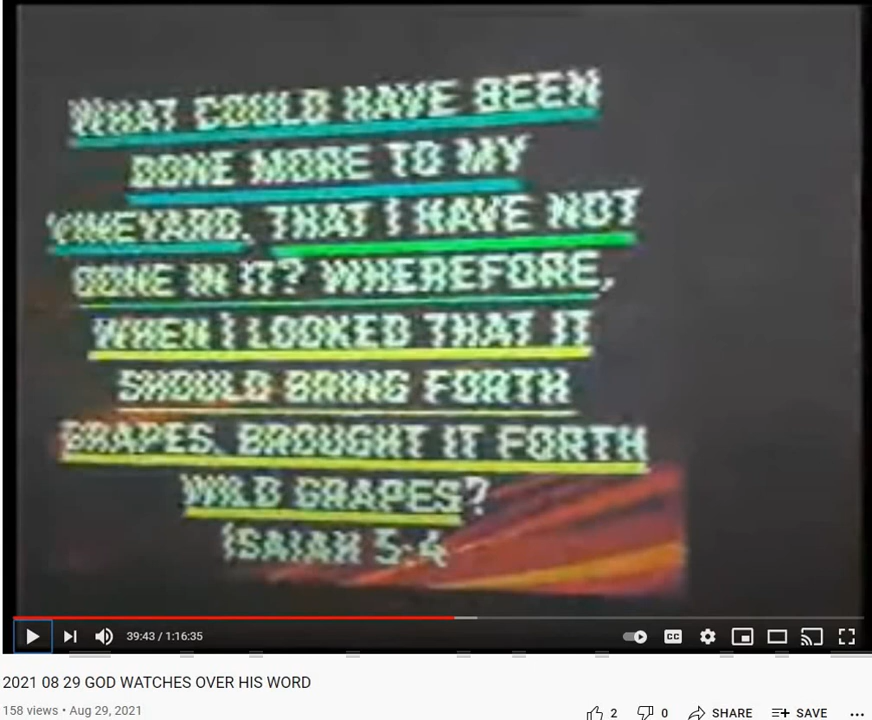 WHAT COULD HAVE BEEN
DONE MORE TO MY
VINEYARD, THAT I HAVE NOT
DONE IN IT? WHEREFORE,
WHEN I LOOKED THAT IT
SHOULD BRING FORTH
GRAPES, BROUGHT IT FORTH
WILD GRAPES?
ISAIAH 5:4
39:43 / 1:16:35
CC
2021 08 29 GOD WATCHES OVER HIS WORD
158 views • Aug 29, 2021
2 0 SHARE SAVE